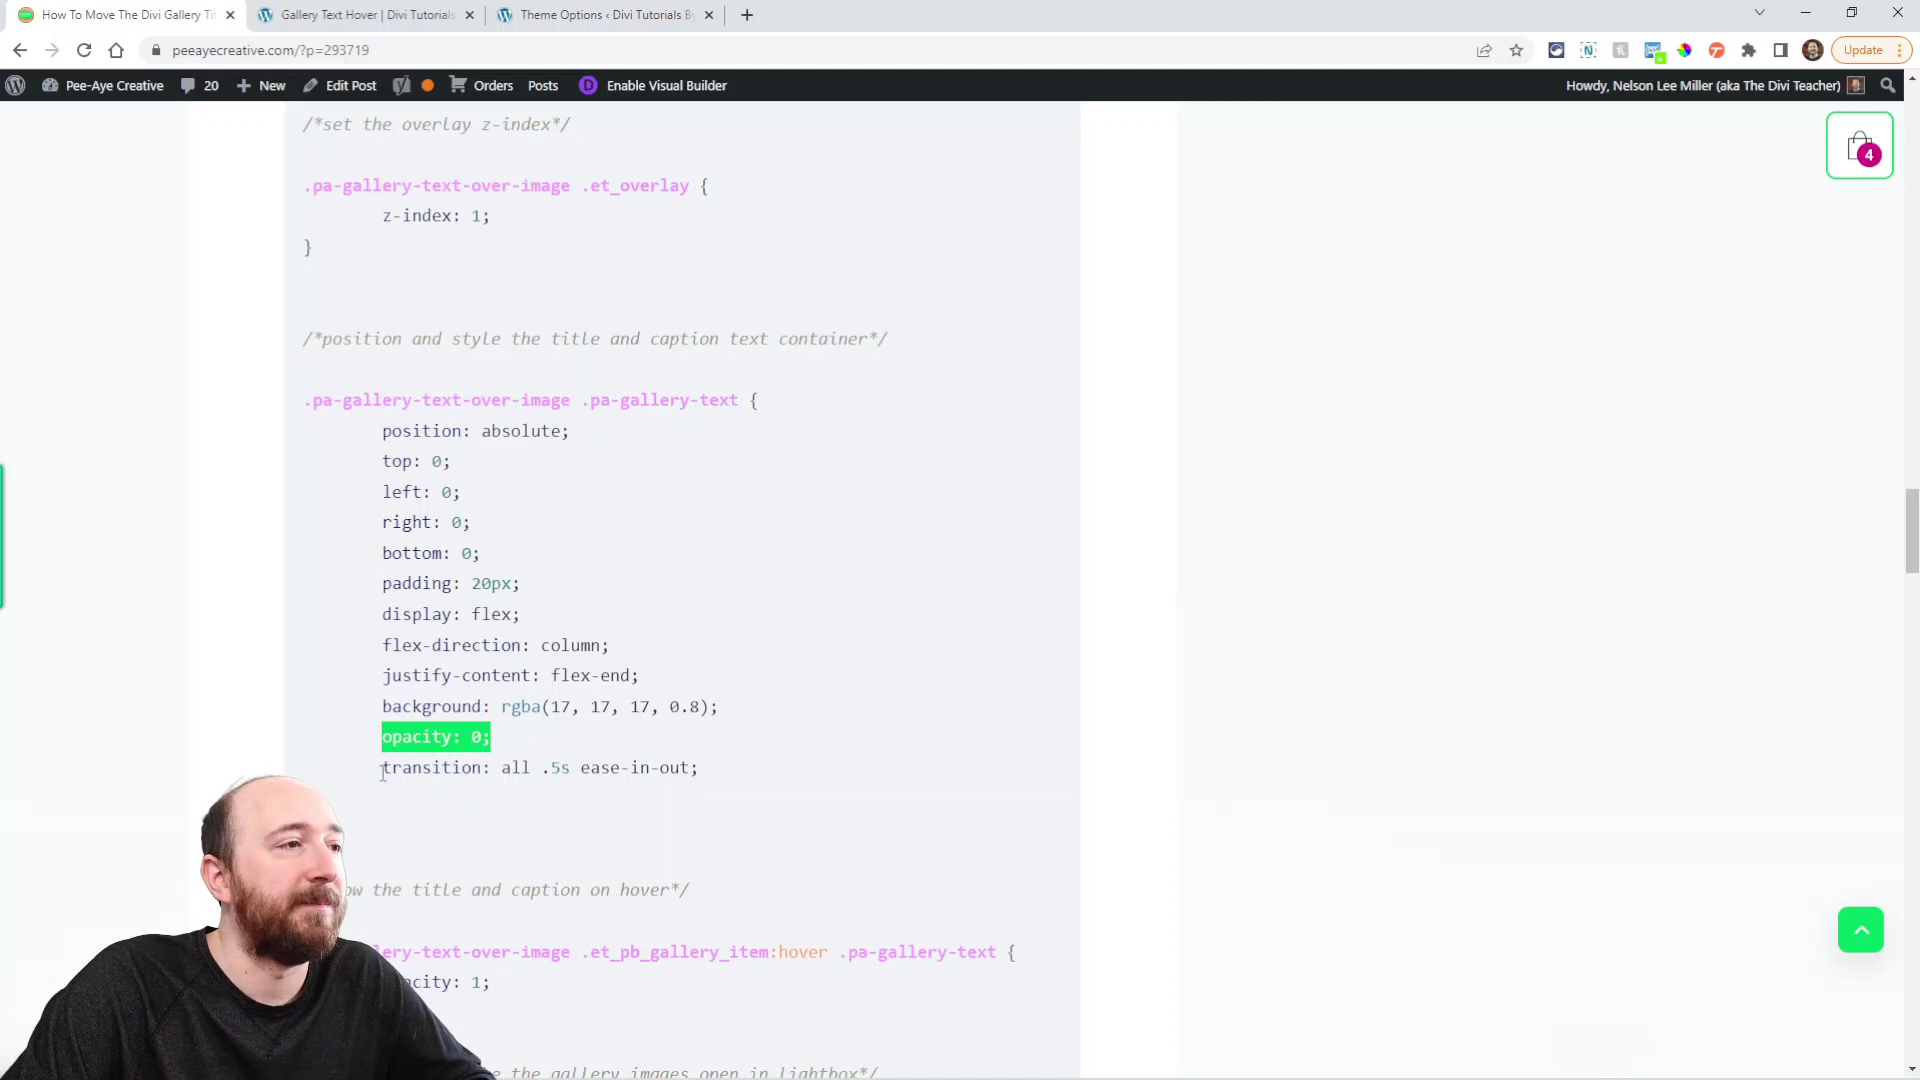 How To Move The Divi Gallery Ti
Gallery Text Hover | Divi Tutorials
Theme Options ‹ Divi Tutorials By
peeayecreative.com/?p=293719
Update
Pee-Aye Creative
20
New
Edit Post
Orders
Posts
D
Enable Visual Builder
Howdy, Nelson Lee Miller (aka The Divi Teacher)
4
/*set the overlay z-index*/
.pa-gallery-text-over-image .et_overlay {
z-index: 1;
}
/*position and style the title and caption text container*/
.pa-gallery-text-over-image .pa-gallery-text {
position: absolute;
top: 0;
left: 0;
right: 0;
bottom: 0;
padding: 20px;
display: flex;
flex-direction: column;
justify-content: flex-end;
background: rgba(17, 17, 17, 0.8);
opacity: 0;
transition: all .5s ease-in-out;
the title and caption on hover*/
.et_pb_gallery_item:hover .pa-gallery-text {
1;
the gallery images open in lightbox*/